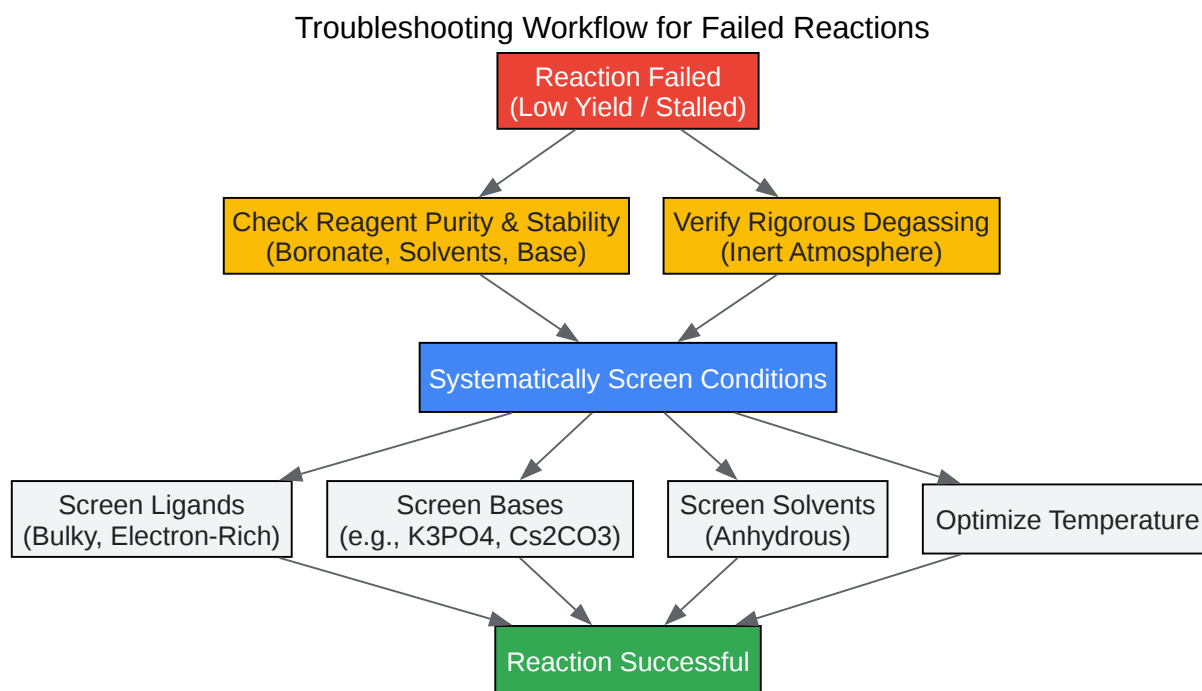 Troubleshooting Workflow for Failed Reactions
Reaction Failed
(Low Yield / Stalled)
Check Reagent Purity & Stability
(Boronate, Solvents, Base)
Verify Rigorous Degassing
(Inert Atmosphere)
Systematically Screen Conditions
Screen Ligands
(Bulky, Electron-Rich)
Screen Bases
(e.g., K3PO4, Cs2CO3)
Screen Solvents
(Anhydrous)
Optimize Temperature
Reaction Successful